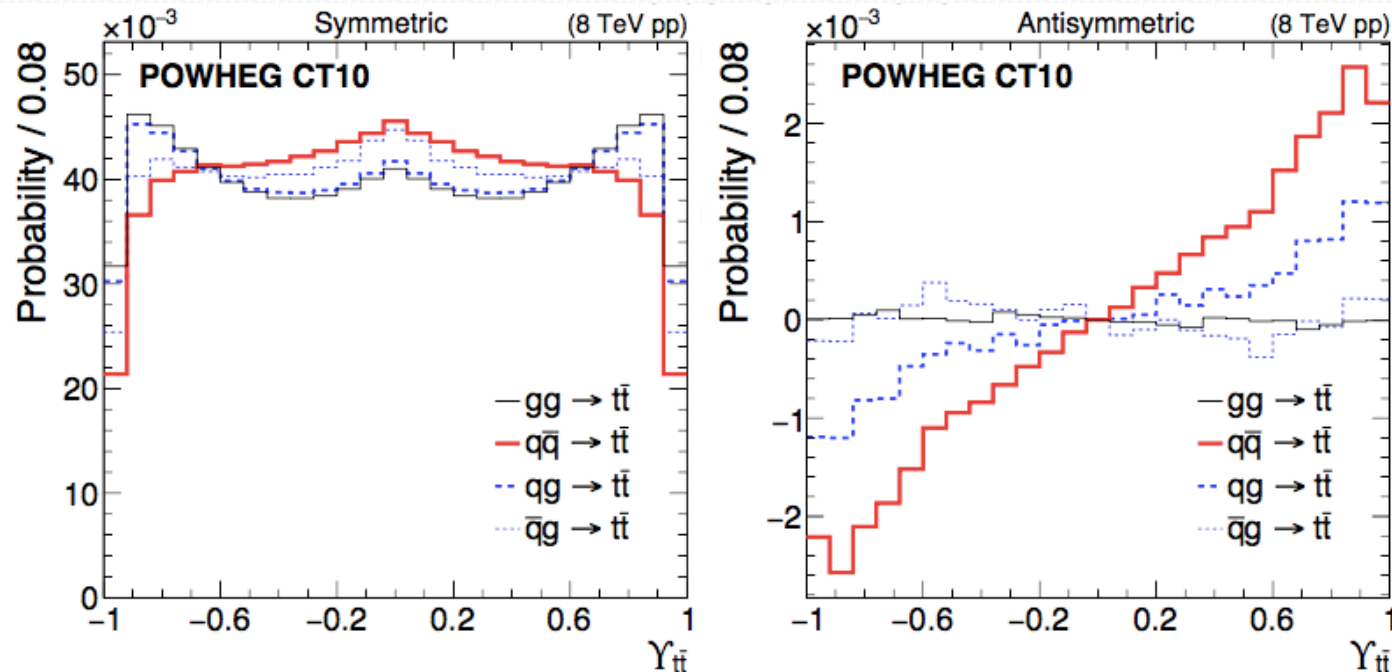 ×10⁻³ Symmetric (8 TeV pp)
POWHEG CT10
Probability / 0.08
50
40
30
20
10
0
gg → tt̄
qq̄ → tt̄
qg → tt̄
q̄g → tt̄
−1 −0.6 −0.2 0.2 0.6 1
Υtt̄
×10⁻³ Antisymmetric (8 TeV pp)
POWHEG CT10
Probability / 0.08
2
1
0
−1
−2
gg → tt̄
qq̄ → tt̄
qg → tt̄
q̄g → tt̄
−1 −0.6 −0.2 0.2 0.6 1
Υtt̄